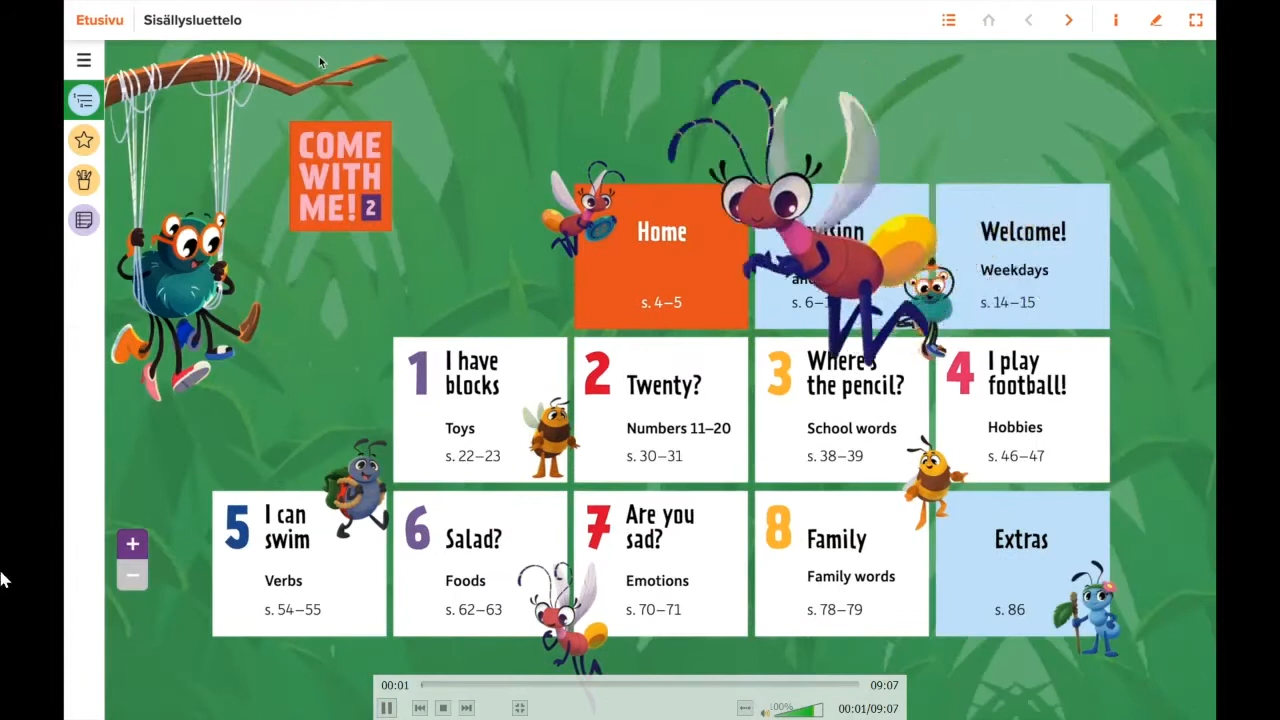 Etusivu
Sisällysluettelo
COME
WITH
ME! 2
Home
s. 4–5
s. 6–
Welcome!
Weekdays
s. 14–15
1 I have
blocks
Toys
s. 22–23
2 Twenty?
Numbers 11–20
s. 30–31
3 Where's
the pencil?
School words
s. 38–39
4 I play
football!
Hobbies
s. 46–47
5 I can
swim
Verbs
s. 54–55
6 Salad?
Foods
s. 62–63
7 Are you
sad?
Emotions
s. 70–71
8 Family
Family words
s. 78–79
Extras
s. 86
00:01
09:07
100%
00:01/09:07